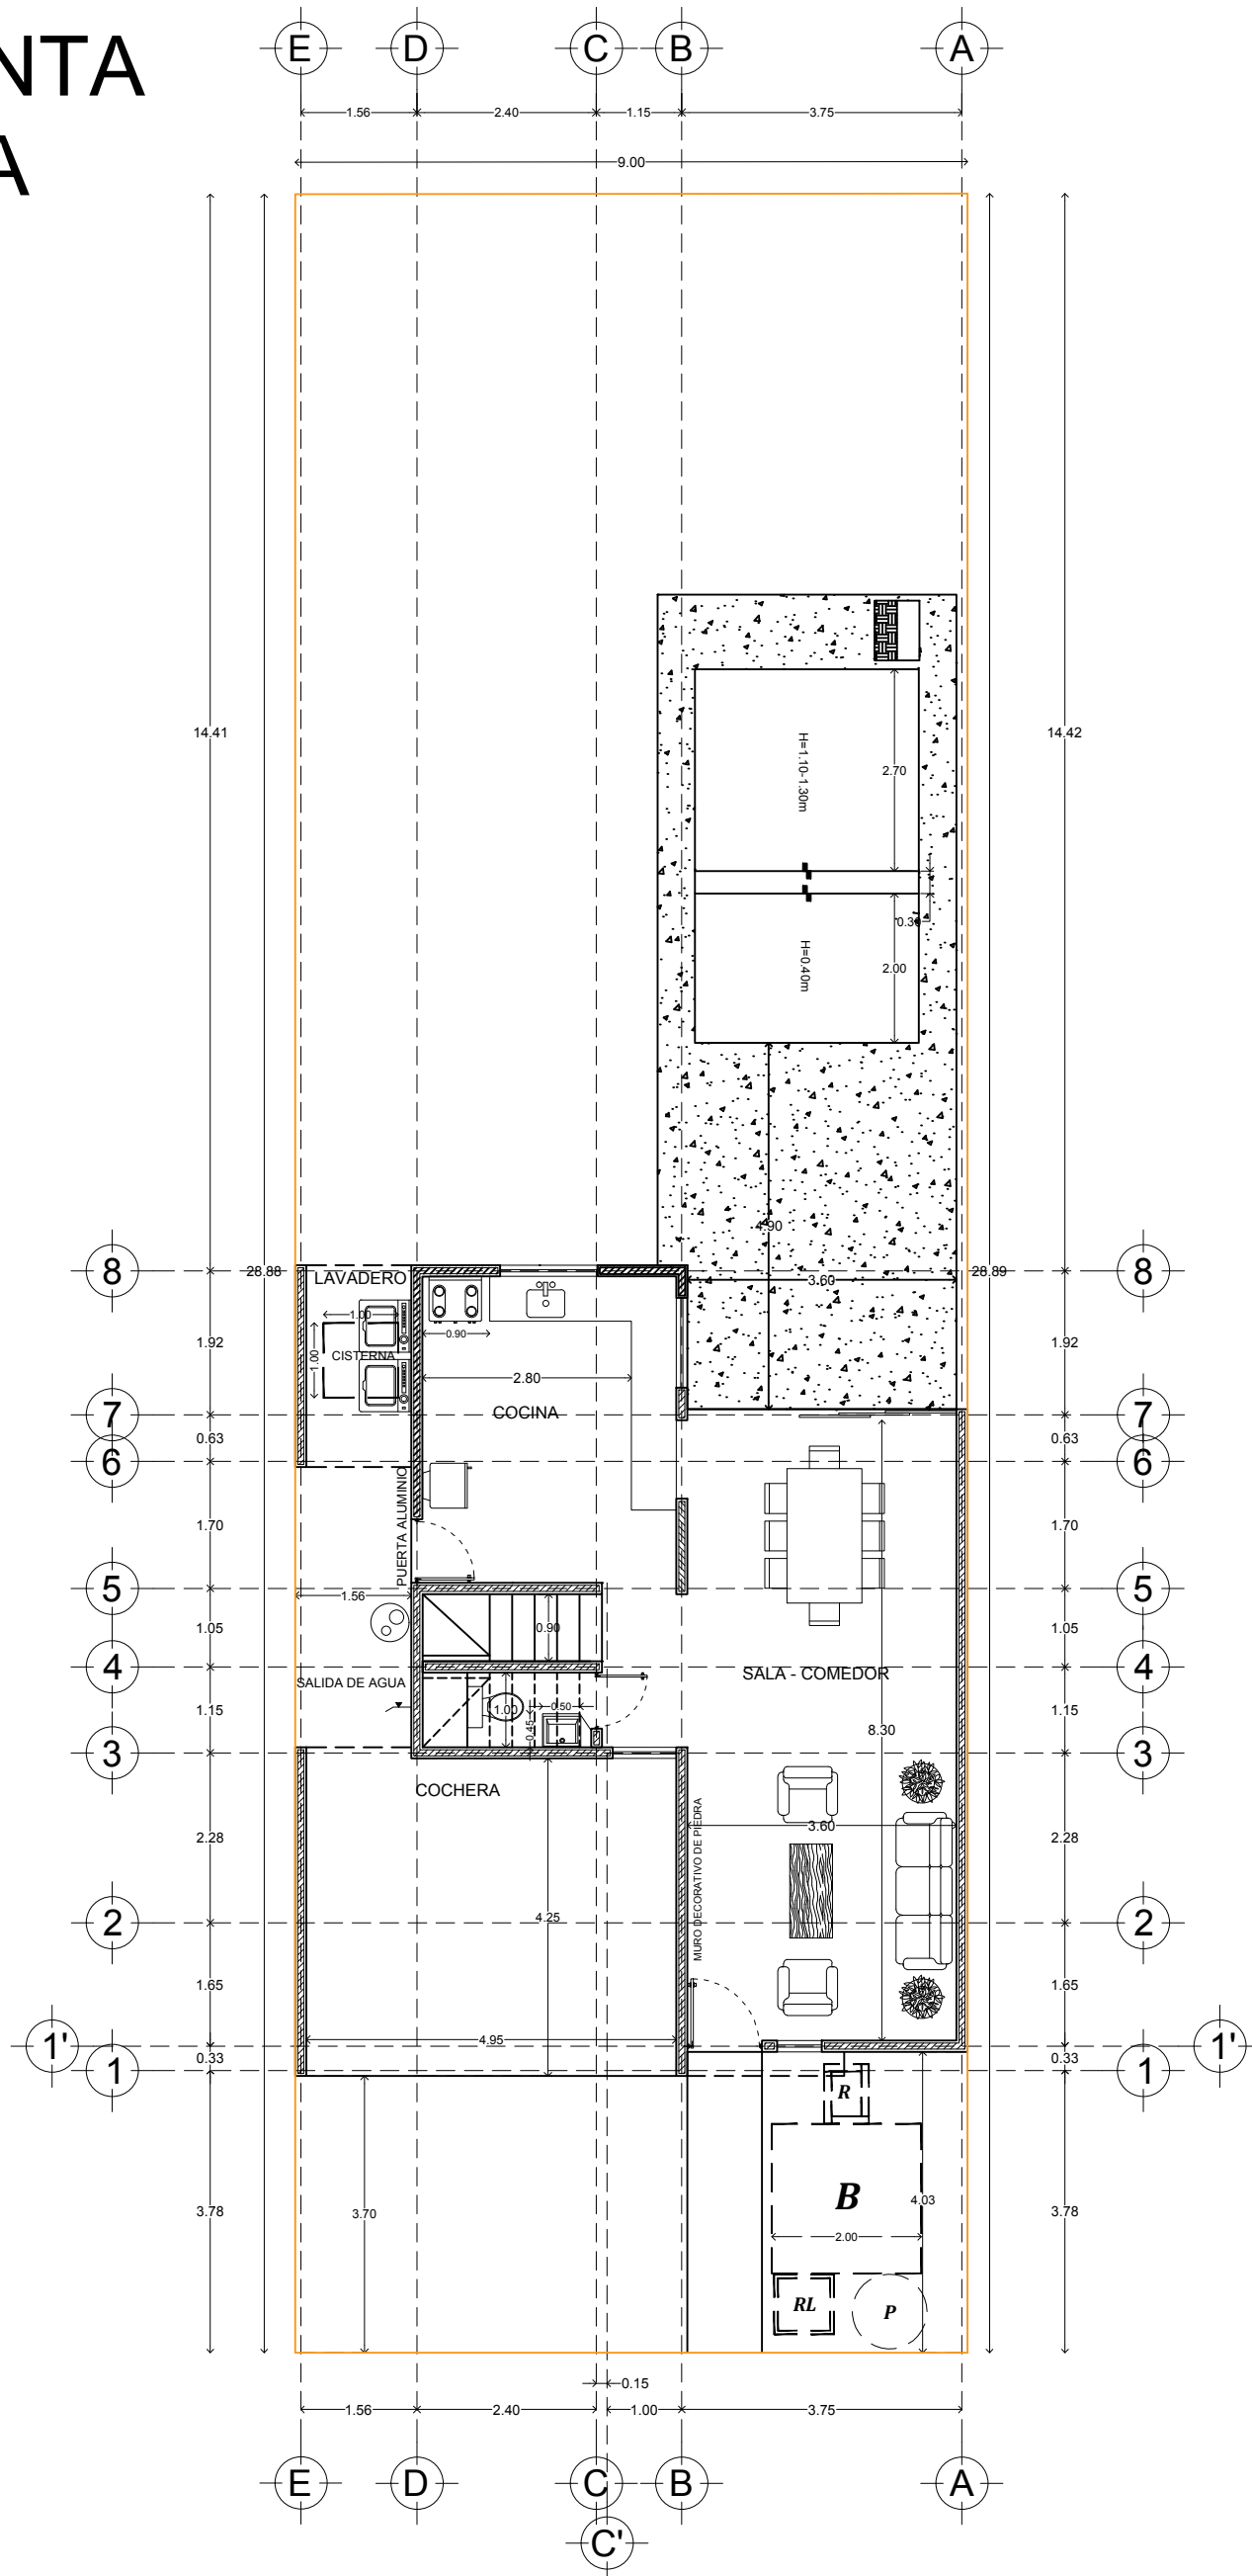 NTA
A
E D C B A
1.56 2.40 1.15 3.75
9.00
14.41
14.42
H=1.10-1.30m
2.70
0.30
H=0.40m
2.00
4.90
8 28.88 LAVADERO 3.60 28.89 8
1.00
0.90
1.92 1.00 CISTERNA 1.92
2.80
7 COCINA 7
0.63 0.63
6 6
1.70 PUERTA ALUMINIO 1.70
5 5
1.56
1.05 0.90 1.05
4 SALA - COMEDOR 4
SALIDA DE AGUA
1.15 1.00 0.50 0.45 1.15
8.30
3 3
COCHERA
2.28 MURO DECORATIVO DE PIEDRA 3.60 2.28
2 4.25 2
1.65 1.65
1' 4.95 1'
0.33 0.33
1 1
R
B
3.78 3.70 4.03 3.78
2.00
RL P
0.15
1.56 2.40 1.00 3.75
E D C B A
C'